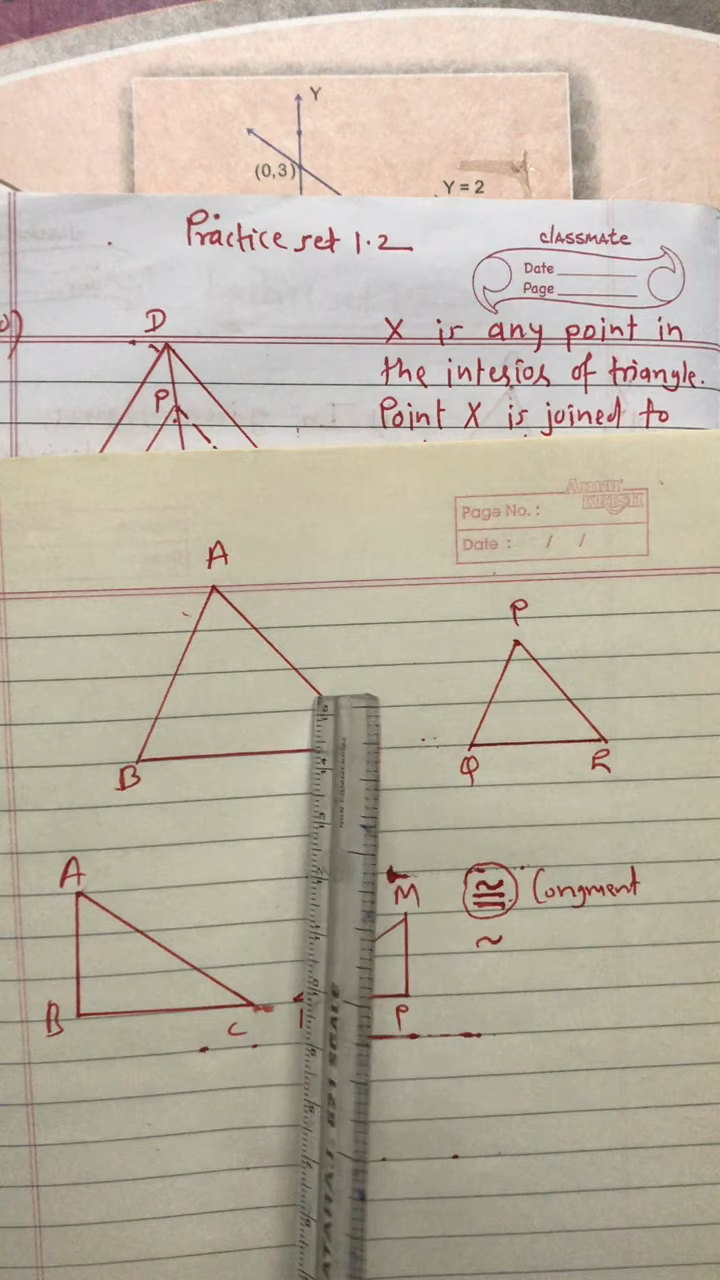 Y
(0,3)
Y = 2
Practice set 1.2
classmate
Date
Page
D
P
X is any point in
the interior of triangle.
Point X is joined to
Page No. :
Date : / /
A
P
B
Q
R
A
M
≅ Congruent
~
B
C
P